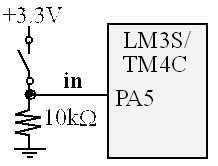 +3.3V
LM3S/
TM4C
in
PA5
10kΩ